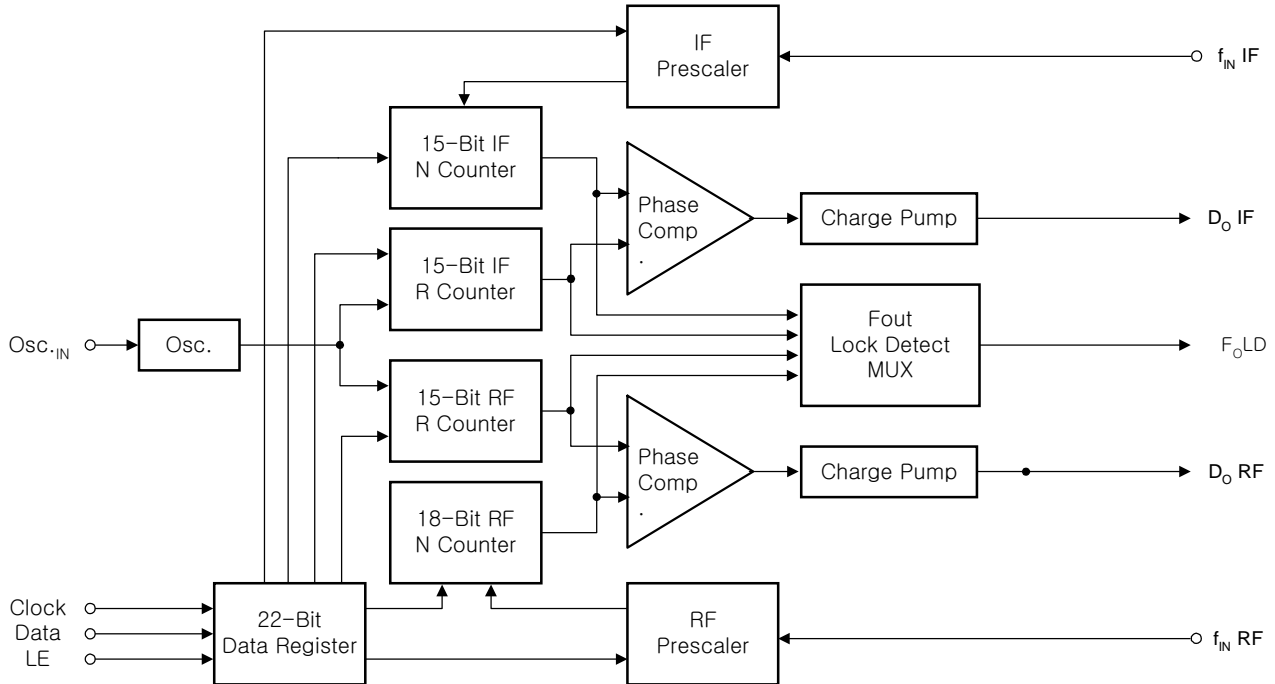 IF
Prescaler
f_IN IF
15-Bit IF
N Counter
Phase
Comp
.
Charge Pump
D_O IF
15-Bit IF
R Counter
Osc._IN
Osc.
Fout
Lock Detect
MUX
F_OLD
15-Bit RF
R Counter
Phase
Comp
.
Charge Pump
D_O RF
18-Bit RF
N Counter
Clock
Data
LE
22-Bit
Data Register
RF
Prescaler
f_IN RF